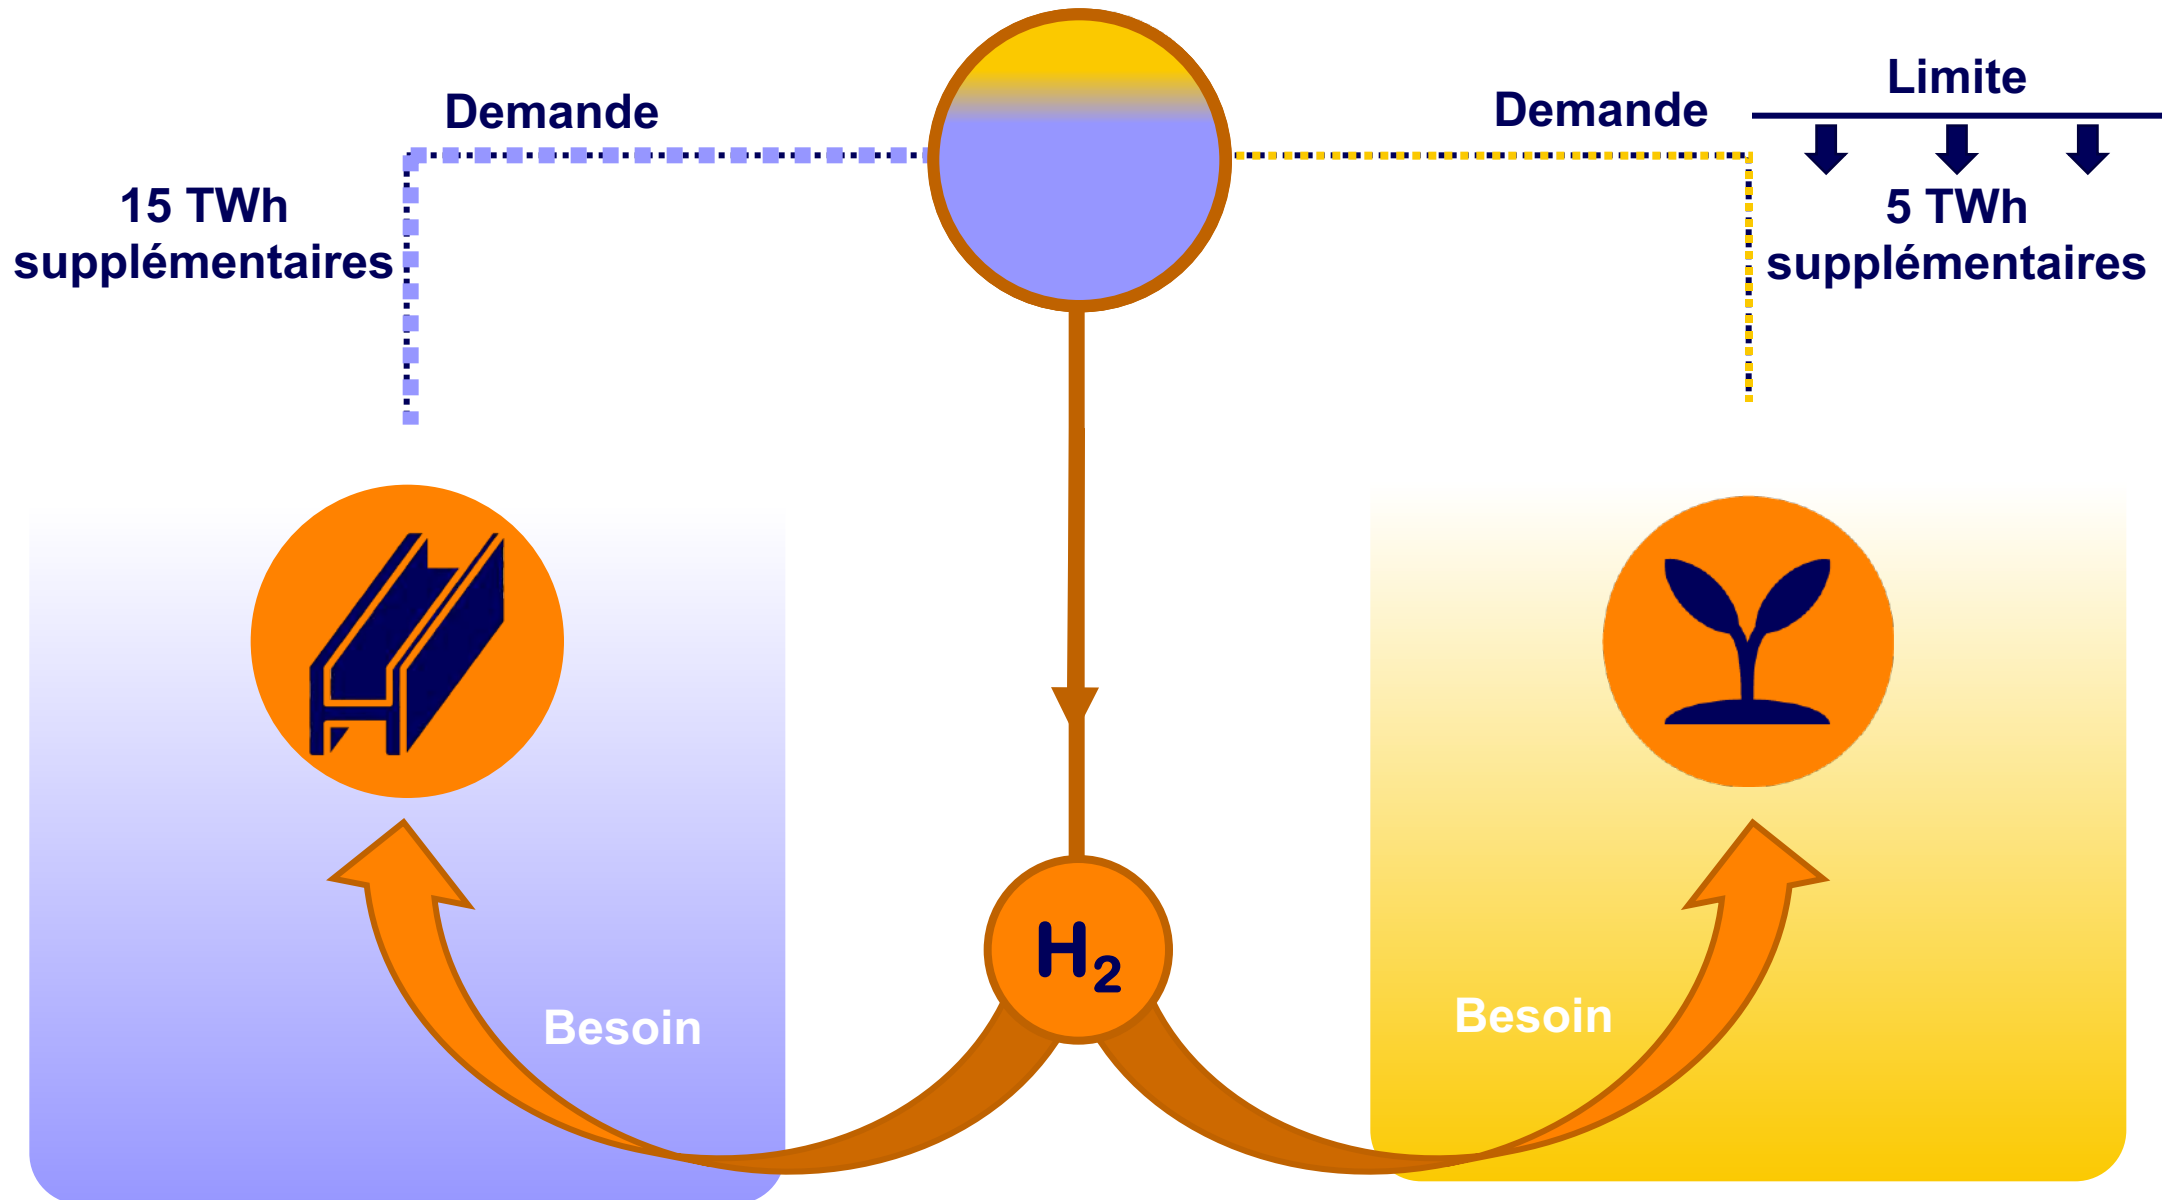 Demande
15 TWh
supplémentaires
Demande
Limite
5 TWh
supplémentaires
H₂
Besoin
Besoin